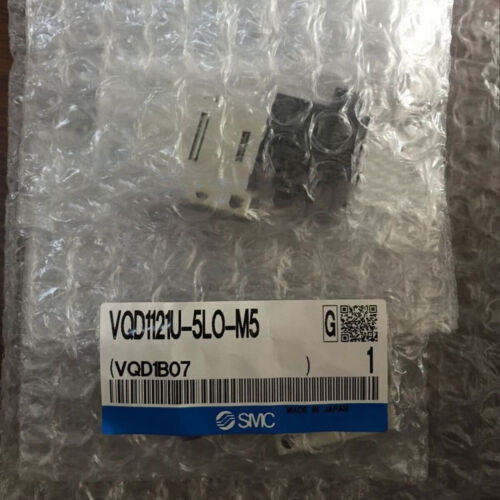 VQD1121U-5LO-M5
G
(VQD1B07 )
1
SMC
MADE IN JAPAN